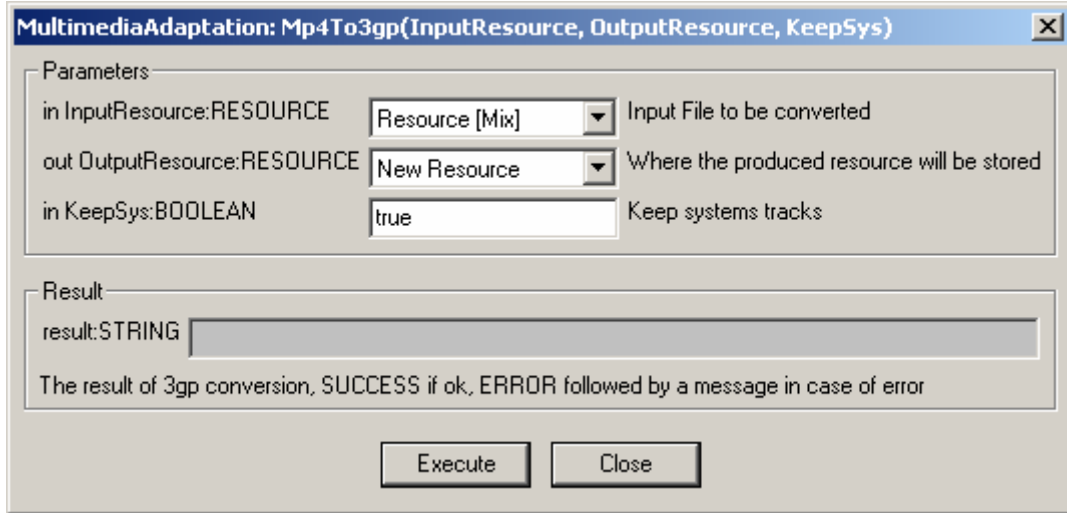 MultimediaAdaptation: Mp4To3gp(InputResource, OutputResource, KeepSys)
Parameters
in InputResource:RESOURCE Resource [Mix] Input File to be converted
out OutputResource:RESOURCE New Resource Where the produced resource will be stored
in KeepSys:BOOLEAN true Keep systems tracks
Result
result:STRING
The result of 3gp conversion, SUCCESS if ok, ERROR followed by a message in case of error
Execute Close